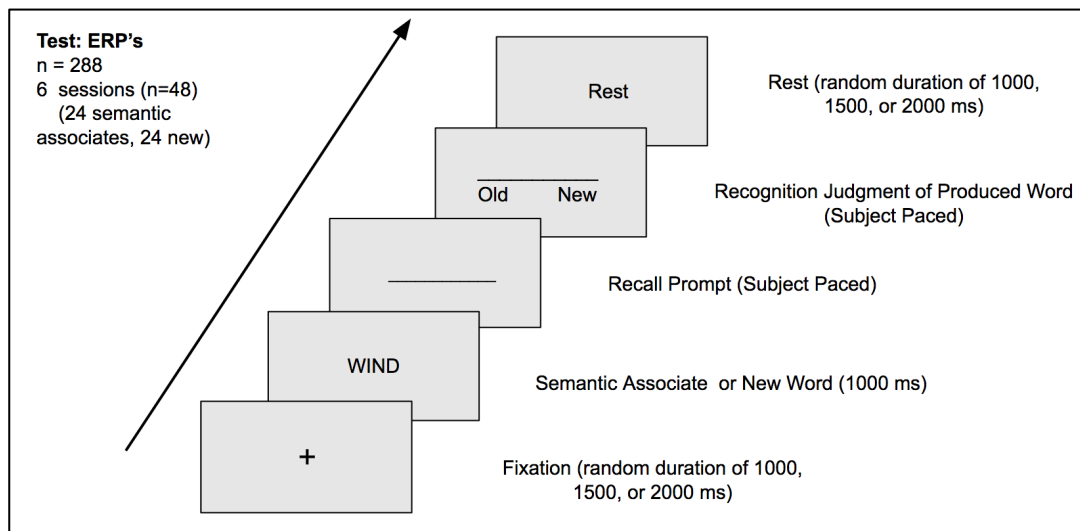 Test: ERP's
n = 288
6 sessions (n=48)
(24 semantic
associates, 24 new)
Rest
Rest (random duration of 1000,
1500, or 2000 ms)
___________
Old New
Recognition Judgment of Produced Word
(Subject Paced)
__________
Recall Prompt (Subject Paced)
WIND
Semantic Associate or New Word (1000 ms)
+
Fixation (random duration of 1000,
1500, or 2000 ms)